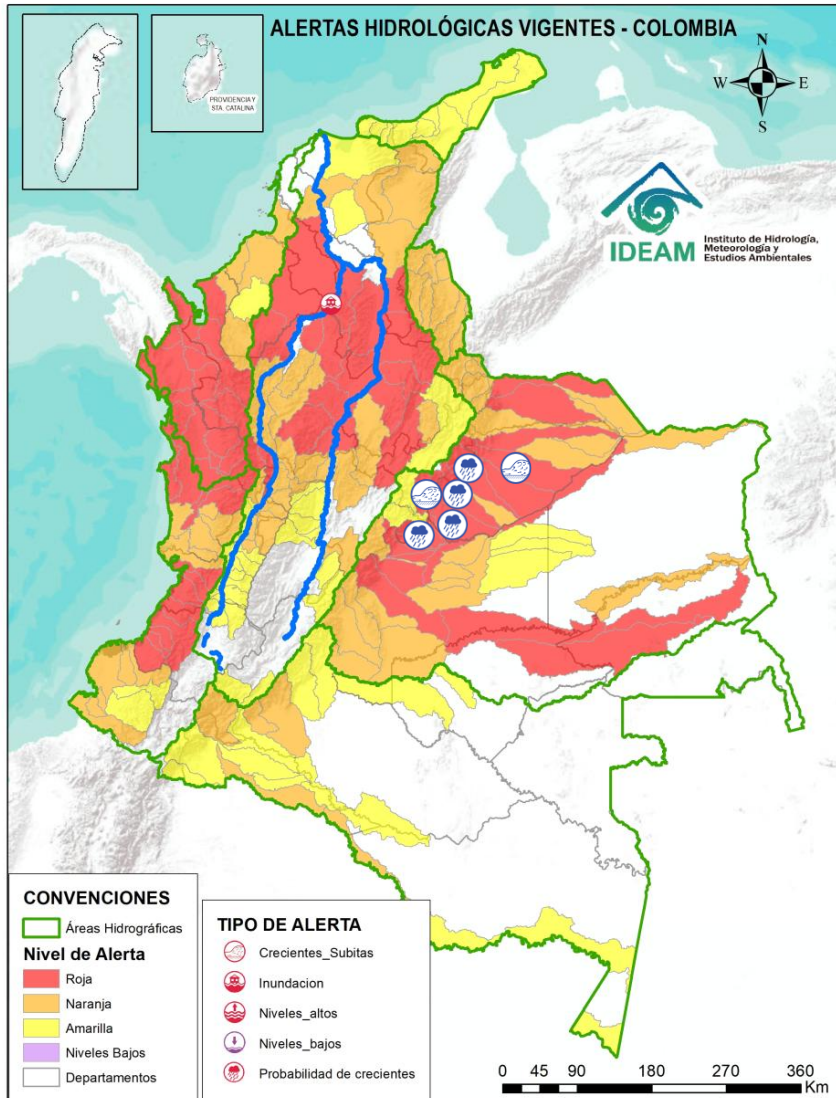 ALERTAS HIDROLÓGICAS VIGENTES - COLOMBIA
PROVIDENCIA Y
STA. CATALINA
N
W
E
S
IDEAM
Instituto de Hidrología,
Meteorología y
Estudios Ambientales
CONVENCIONES
Áreas Hidrográficas
Nivel de Alerta
Roja
Naranja
Amarilla
Niveles Bajos
Departamentos
TIPO DE ALERTA
Crecientes_Subitas
Inundacion
Niveles_altos
Niveles_bajos
Probabilidad de crecientes
0 45 90 180 270 360
Km